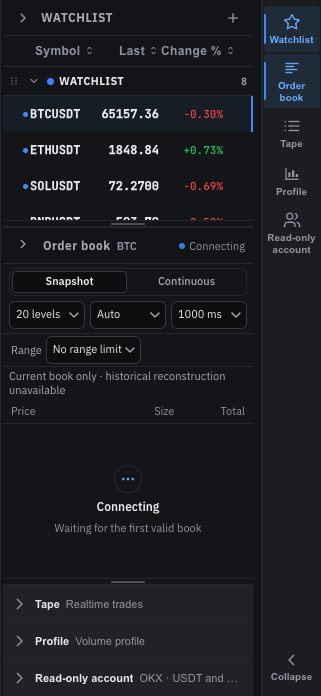 WATCHLIST
Symbol Last Change %
WATCHLIST 8
BTCUSDT 65157.36 -0.30%
ETHUSDT 1848.84 +0.73%
SOLUSDT 72.2700 -0.69%
Order book BTC Connecting
Snapshot Continuous
20 levels Auto 1000 ms
Range No range limit
Current book only · historical reconstruction
unavailable
Price Size Total
Connecting
Waiting for the first valid book
Tape Realtime trades
Profile Volume profile
Read-only account OKX · USDT and ...
Watchlist
Order
book
Tape
Profile
Read-only
account
Collapse